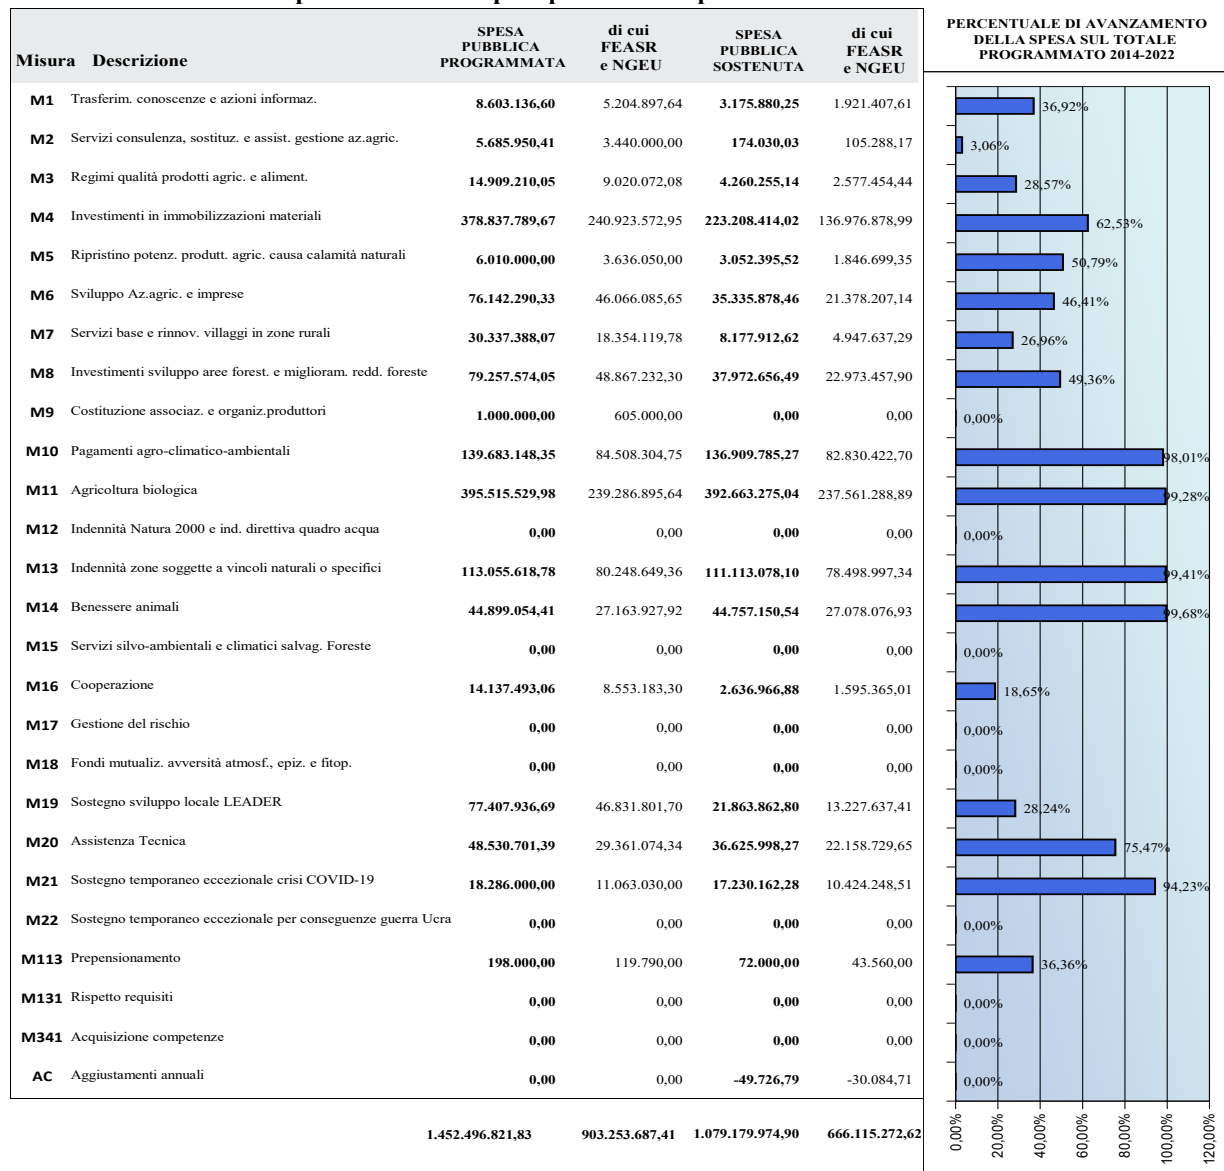 SPESA PUBBLICA PROGRAMMATA di cui FEASR e NGEU SPESA PUBBLICA SOSTENUTA di cui FEASR e NGEU
Misura Descrizione
PERCENTUALE DI AVANZAMENTO
DELLA SPESA SUL TOTALE
PROGRAMMATO 2014-2022
M1 Trasferim. conoscenze e azioni informaz. 8.603.136,60 5.204.897,64 3.175.880,25 1.921.407,61 36,92%
M2 Servizi consulenza, sostituz. e assist. gestione az.agric. 5.685.950,41 3.440.000,00 174.030,03 105.288,17 3,06%
M3 Regimi qualità prodotti agric. e aliment. 14.909.210,05 9.020.072,08 4.260.255,14 2.577.454,44 28,57%
M4 Investimenti in immobilizzazioni materiali 378.837.789,67 240.923.572,95 223.208.414,02 136.976.878,99 62,53%
M5 Ripristino potenz. produtt. agric. causa calamità naturali 6.010.000,00 3.636.050,00 3.052.395,52 1.846.699,35 50,79%
M6 Sviluppo Az.agric. e imprese 76.142.290,33 46.066.085,65 35.335.878,46 21.378.207,14 46,41%
M7 Servizi base e rinnov. villaggi in zone rurali 30.337.388,07 18.354.119,78 8.177.912,62 4.947.637,29 26,96%
M8 Investimenti sviluppo aree forest. e miglioram. redd. foreste 79.257.574,05 48.867.232,30 37.972.656,49 22.973.457,90 49,36%
M9 Costituzione associaz. e organiz.produttori 1.000.000,00 605.000,00 0,00 0,00 0,00%
M10 Pagamenti agro-climatico-ambientali 139.683.148,35 84.508.304,75 136.909.785,27 82.830.422,70 98,01%
M11 Agricoltura biologica 395.515.529,98 239.286.895,64 392.663.275,04 237.561.288,89 99,28%
M12 Indennità Natura 2000 e ind. direttiva quadro acqua 0,00 0,00 0,00 0,00 0,00%
M13 Indennità zone soggette a vincoli naturali o specifici 113.055.618,78 80.248.649,36 111.113.078,10 78.498.997,34 99,41%
M14 Benessere animali 44.899.054,41 27.163.927,92 44.757.150,54 27.078.076,93 99,68%
M15 Servizi silvo-ambientali e climatici salvag. Foreste 0,00 0,00 0,00 0,00 0,00%
M16 Cooperazione 14.137.493,06 8.553.183,30 2.636.966,88 1.595.365,01 18,65%
M17 Gestione del rischio 0,00 0,00 0,00 0,00 0,00%
M18 Fondi mutualiz. avversità atmosf., epiz. e fitop. 0,00 0,00 0,00 0,00 0,00%
M19 Sostegno sviluppo locale LEADER 77.407.936,69 46.831.801,70 21.863.862,80 13.227.637,41 28,24%
M20 Assistenza Tecnica 48.530.701,39 29.361.074,34 36.625.998,27 22.158.729,65 75,47%
M21 Sostegno temporaneo eccezionale crisi COVID-19 18.286.000,00 11.063.030,00 17.230.162,28 10.424.248,51 94,23%
M22 Sostegno temporaneo eccezionale per conseguenze guerra Ucra 0,00 0,00 0,00 0,00 0,00%
M113 Prepensionamento 198.000,00 119.790,00 72.000,00 43.560,00 36,36%
M131 Rispetto requisiti 0,00 0,00 0,00 0,00 0,00%
M341 Acquisizione competenze 0,00 0,00 0,00 0,00 0,00%
AC Aggiustamenti annuali 0,00 0,00 -49.726,79 -30.084,71 0,00%
1.452.496.821,83 903.253.687,41 1.079.179.974,90 666.115.272,62
0,00% 20,00% 40,00% 60,00% 80,00% 100,00% 120,00%